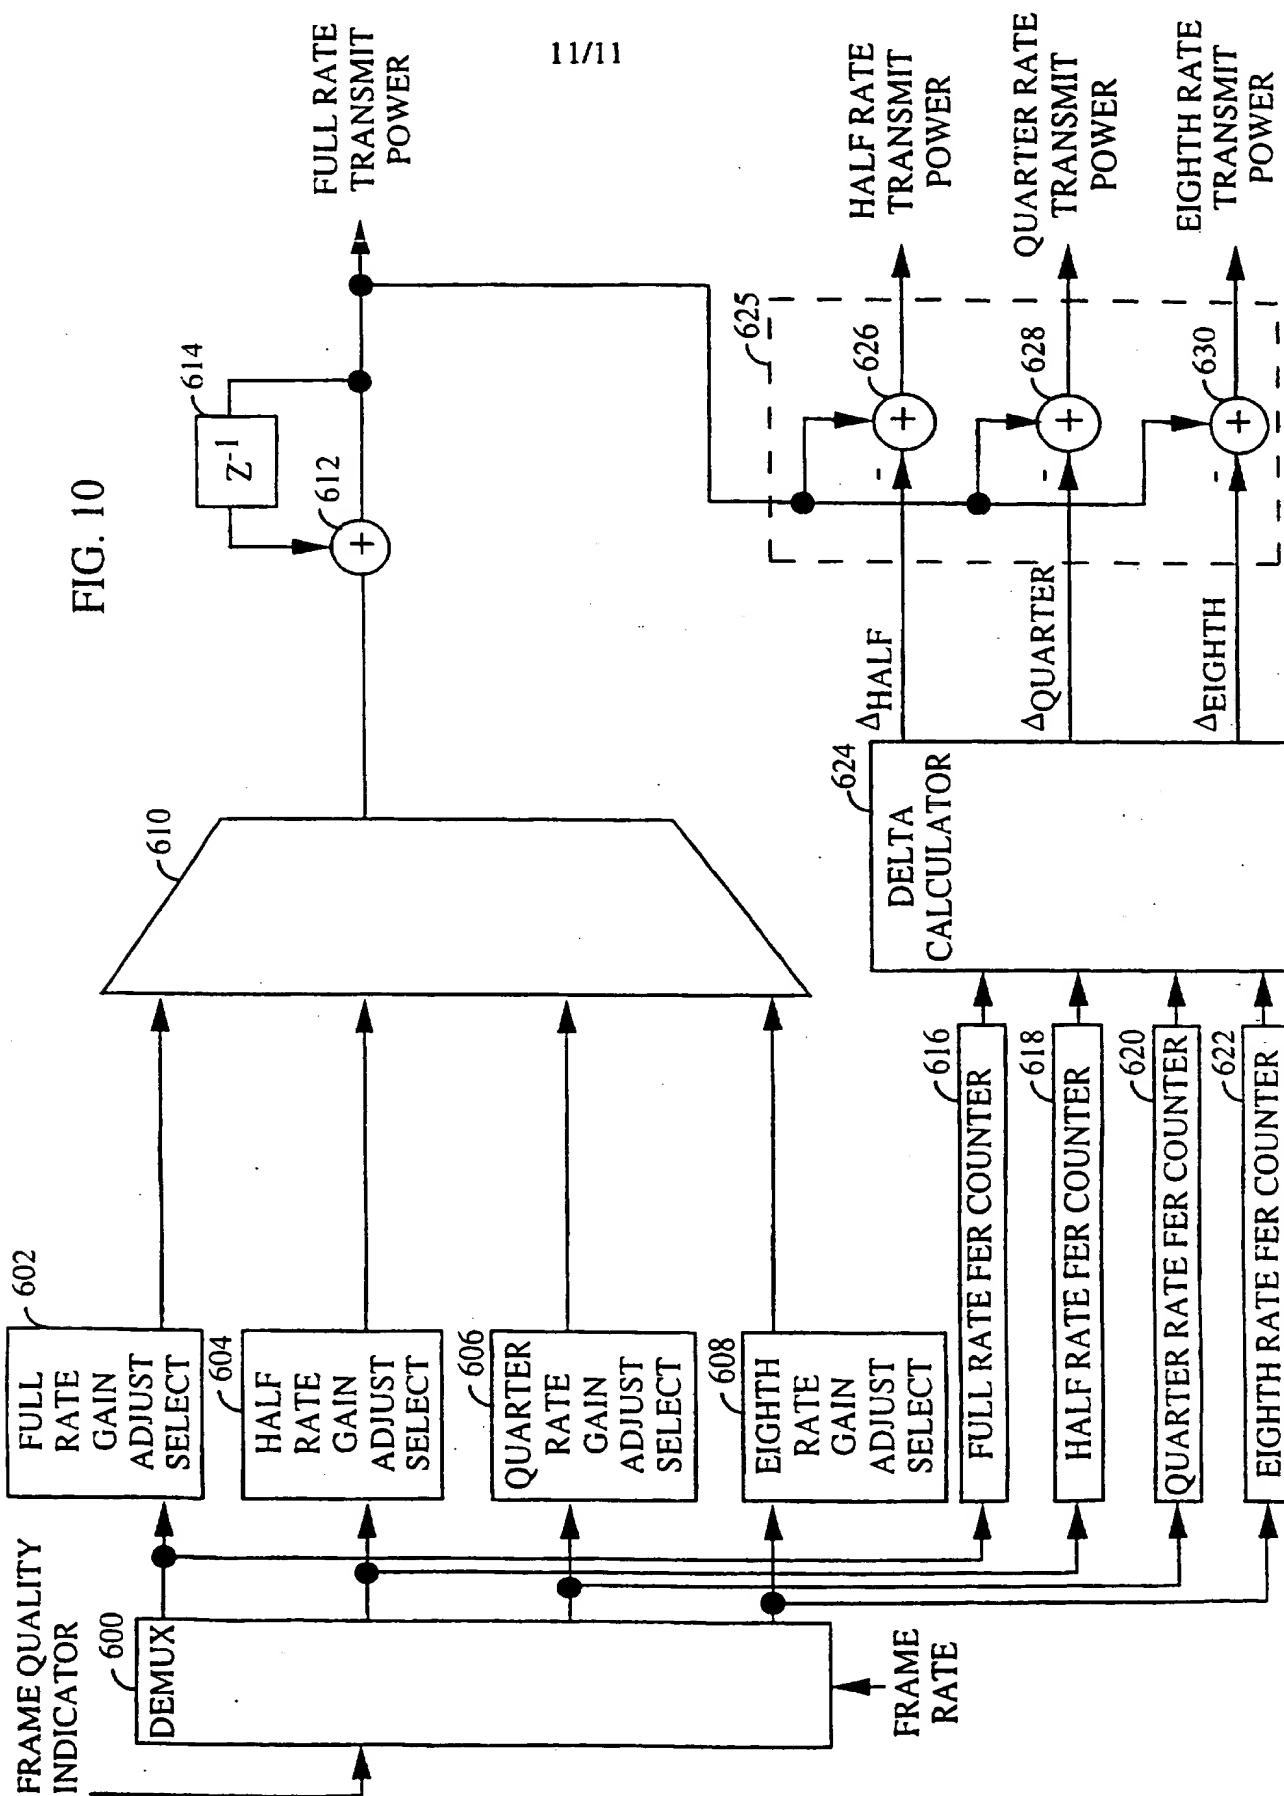 11/11
FIG. 10
FRAME QUALITY
INDICATOR
600
DEMUX
FRAME
RATE
602
FULL
RATE
GAIN
ADJUST
SELECT
604
HALF
RATE
GAIN
ADJUST
SELECT
606
QUARTER
RATE
GAIN
ADJUST
SELECT
608
EIGHTH
RATE
GAIN
ADJUST
SELECT
610
612
+
614
Z⁻¹
FULL RATE
TRANSMIT
POWER
616
FULL RATE FER COUNTER
618
HALF RATE FER COUNTER
620
QUARTER RATE FER COUNTER
622
EIGHTH RATE FER COUNTER
624
DELTA
CALCULATOR
ΔHALF
ΔQUARTER
ΔEIGHTH
625
626
+
-
628
+
-
630
+
-
HALF RATE
TRANSMIT
POWER
QUARTER RATE
TRANSMIT
POWER
EIGHTH RATE
TRANSMIT
POWER